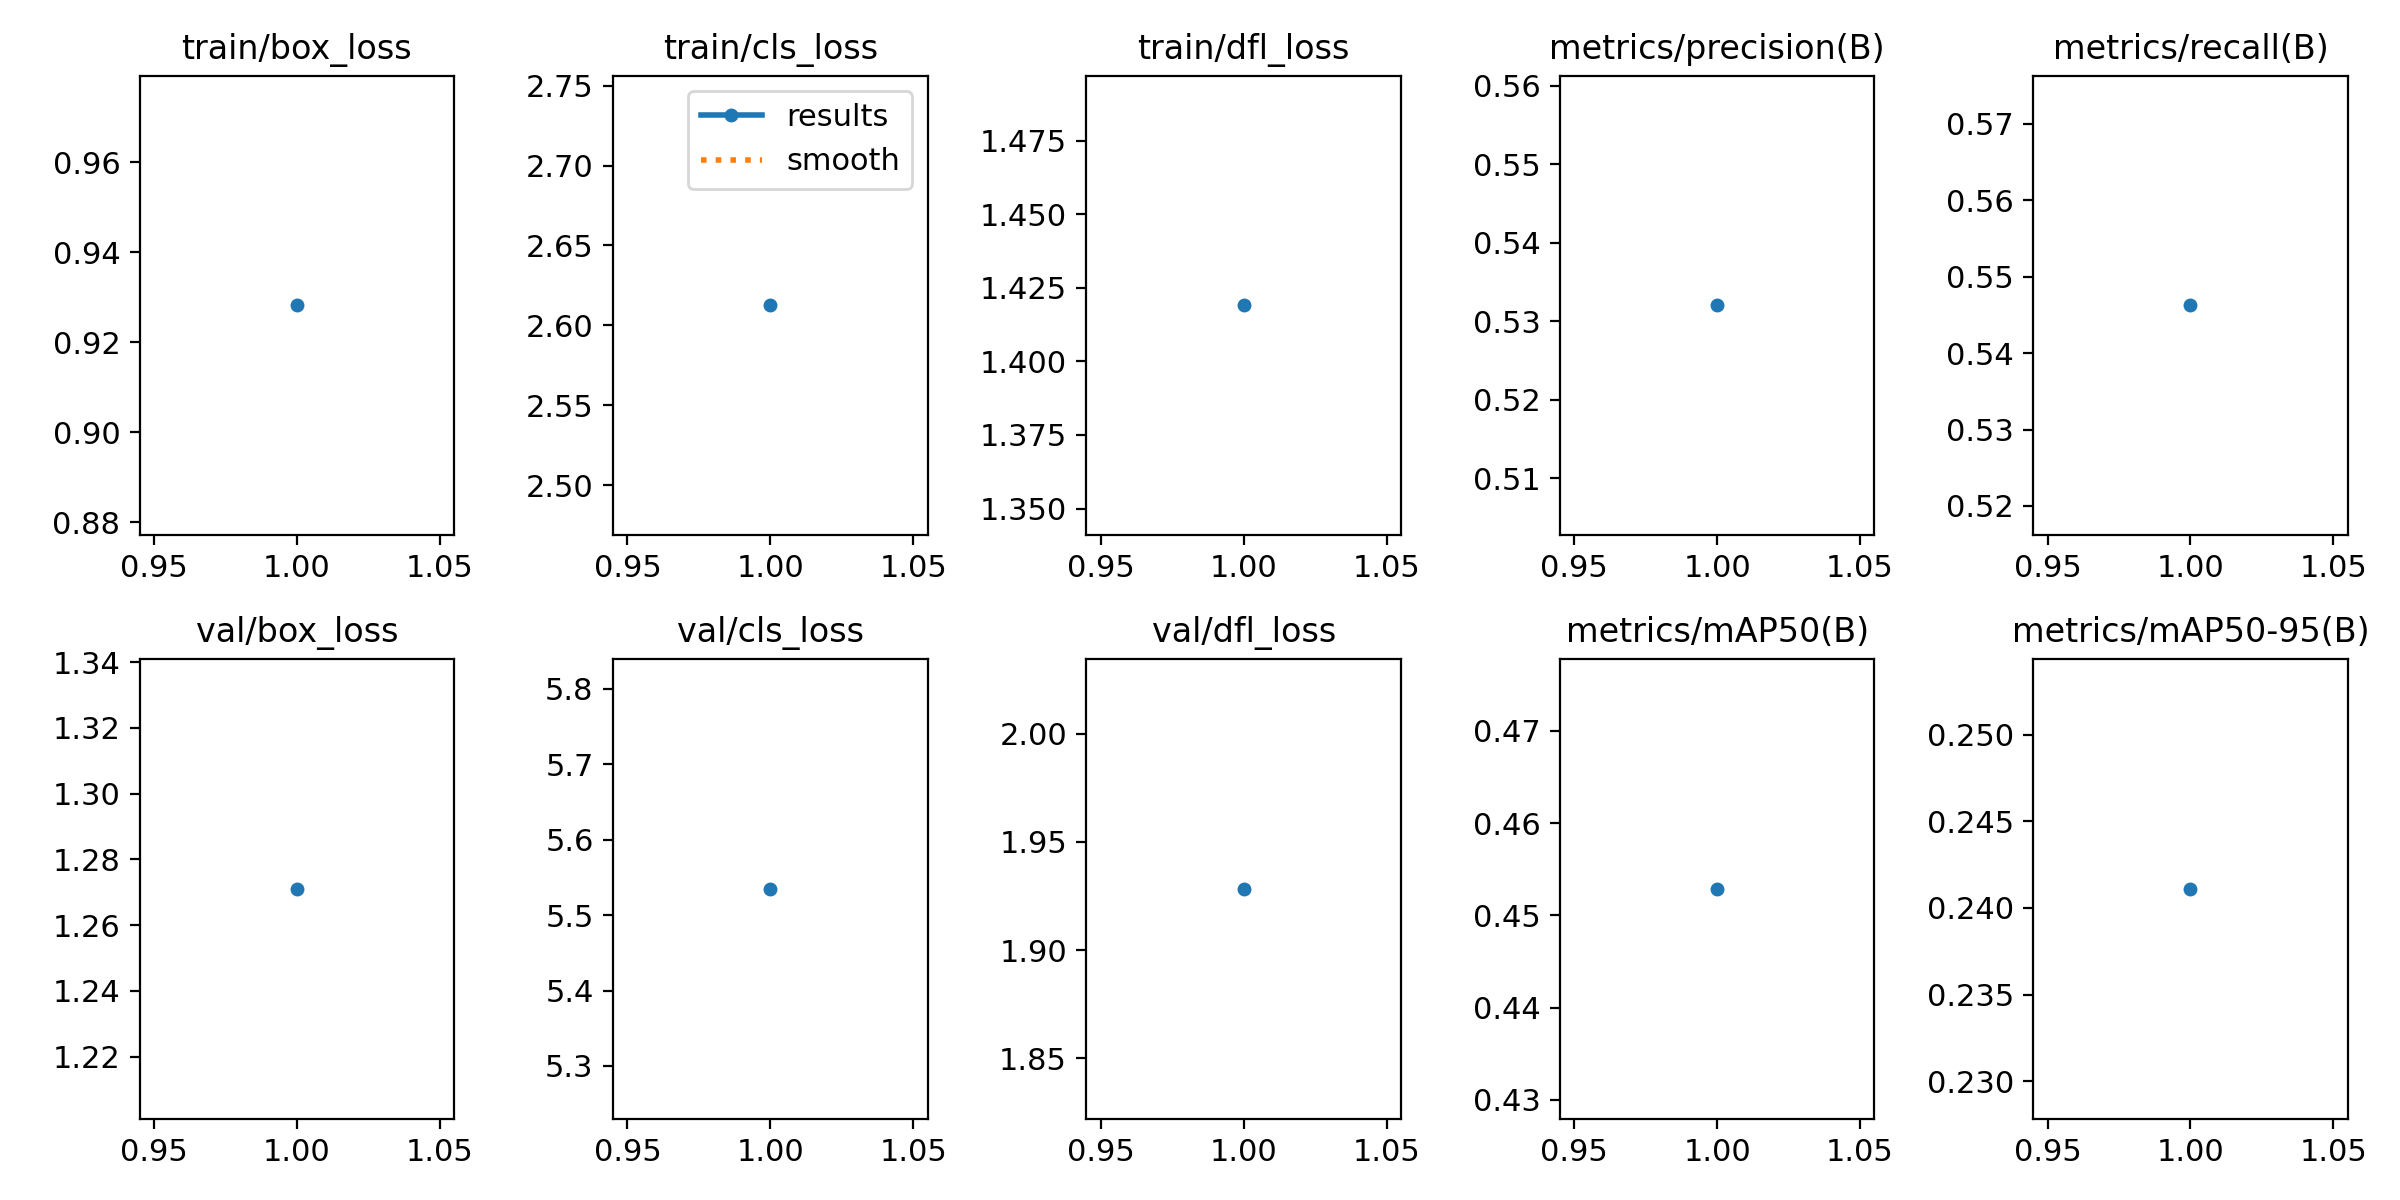 train/box_loss
0.96
0.94
0.92
0.90
0.88
0.95 1.00 1.05
train/cls_loss
results
smooth
2.75
2.70
2.65
2.60
2.55
2.50
0.95 1.00 1.05
train/dfl_loss
1.475
1.450
1.425
1.400
1.375
1.350
0.95 1.00 1.05
metrics/precision(B)
0.56
0.55
0.54
0.53
0.52
0.51
0.95 1.00 1.05
metrics/recall(B)
0.57
0.56
0.55
0.54
0.53
0.52
0.95 1.00 1.05
val/box_loss
1.34
1.32
1.30
1.28
1.26
1.24
1.22
0.95 1.00 1.05
val/cls_loss
5.8
5.7
5.6
5.5
5.4
5.3
0.95 1.00 1.05
val/dfl_loss
2.00
1.95
1.90
1.85
0.95 1.00 1.05
metrics/mAP50(B)
0.47
0.46
0.45
0.44
0.43
0.95 1.00 1.05
metrics/mAP50-95(B)
0.250
0.245
0.240
0.235
0.230
0.95 1.00 1.05